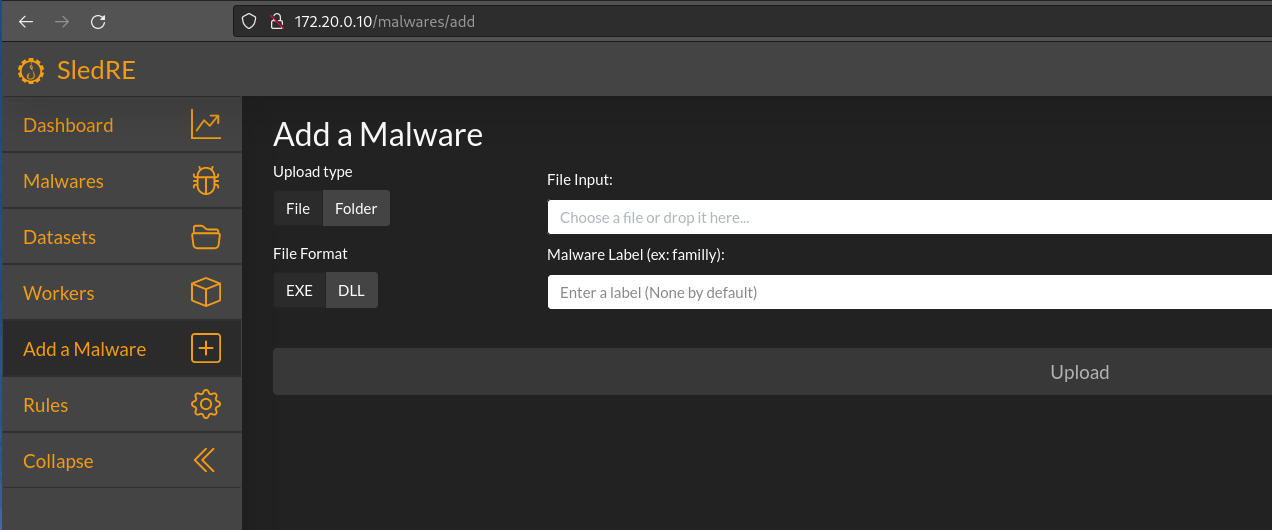 172.20.0.10/malwares/add
SledRE
Dashboard
Malwares
Datasets
Workers
Add a Malware
Rules
Collapse
Add a Malware
Upload type
File Folder
File Format
EXE DLL
File Input:
Choose a file or drop it here...
Malware Label (ex: familly):
Enter a label (None by default)
Upload